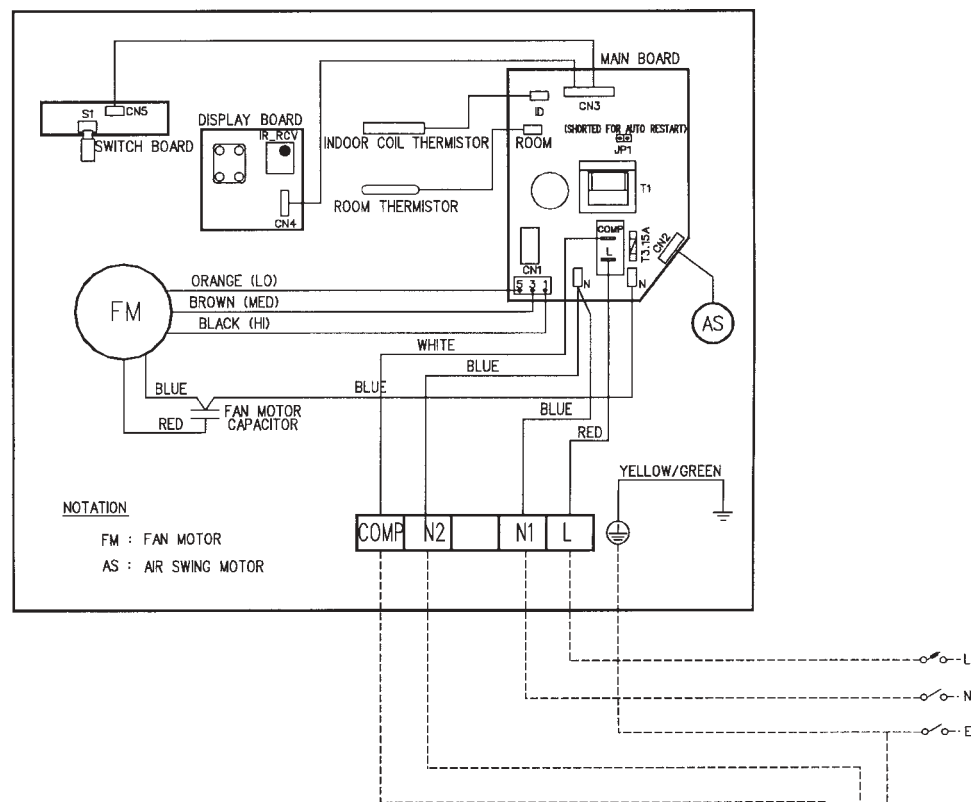 MAIN BOARD
CN5
S1
SWITCH BOARD
DISPLAY BOARD
IR_RCV
CN4
INDOOR COIL THERMISTOR
ROOM THERMISTOR
ID
CN3
ROOM
(SHORTED FOR AUTO RESTART)
JP1
T1
COMP
L
T3.15A
CN2
CN1
5 3 1
N
N
AS
FM
ORANGE (LO)
BROWN (MED)
BLACK (HI)
WHITE
BLUE
BLUE
BLUE
BLUE
RED
FAN MOTOR
CAPACITOR
RED
YELLOW/GREEN
NOTATION
FM : FAN MOTOR
AS : AIR SWING MOTOR
COMP N2 N1 L
L
N
E